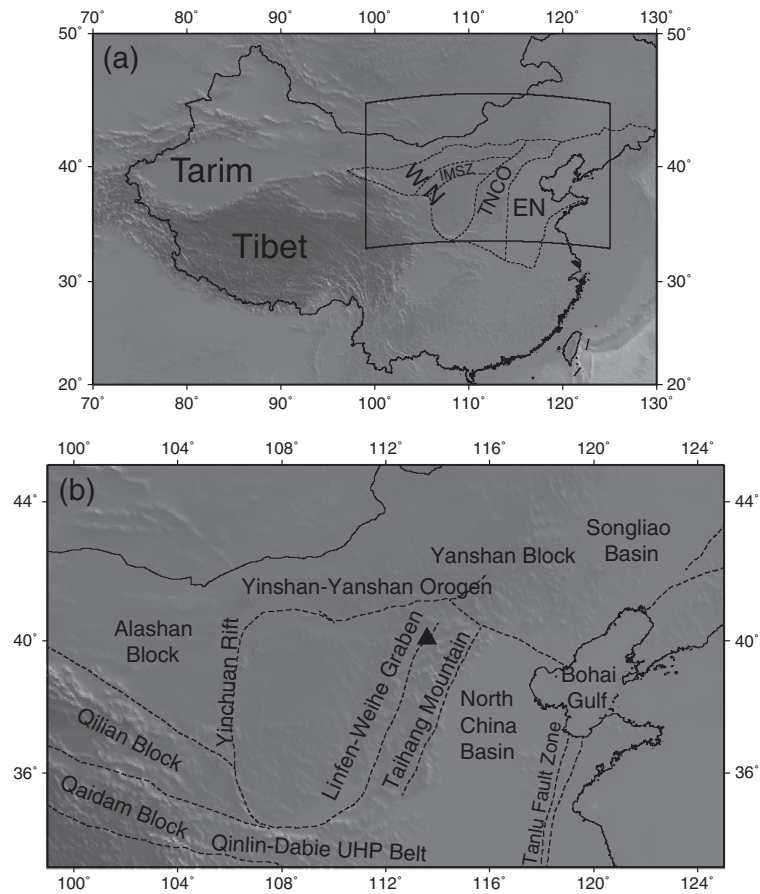 70° 80° 90° 100° 110° 120° 130°
50° 50°
(a)
40° 40°
Tarim
WN
IMSZ
TNCO
EN
Tibet
30° 30°
20° 20°
70° 80° 90° 100° 110° 120° 130°
100° 104° 108° 112° 116° 120° 124°
(b)
44° 44°
Songliao
Basin
Yanshan Block
Yinshan-Yanshan Orogen
Alashan
Block
40° 40°
Yinchuan Rift
Linfen-Weihe Graben
Taihang Mountain
Bohai
Gulf
North
China
Basin
Qilian Block
36° 36°
Tanlu Fault Zone
Qaidam Block
Qinlin-Dabie UHP Belt
100° 104° 108° 112° 116° 120° 124°